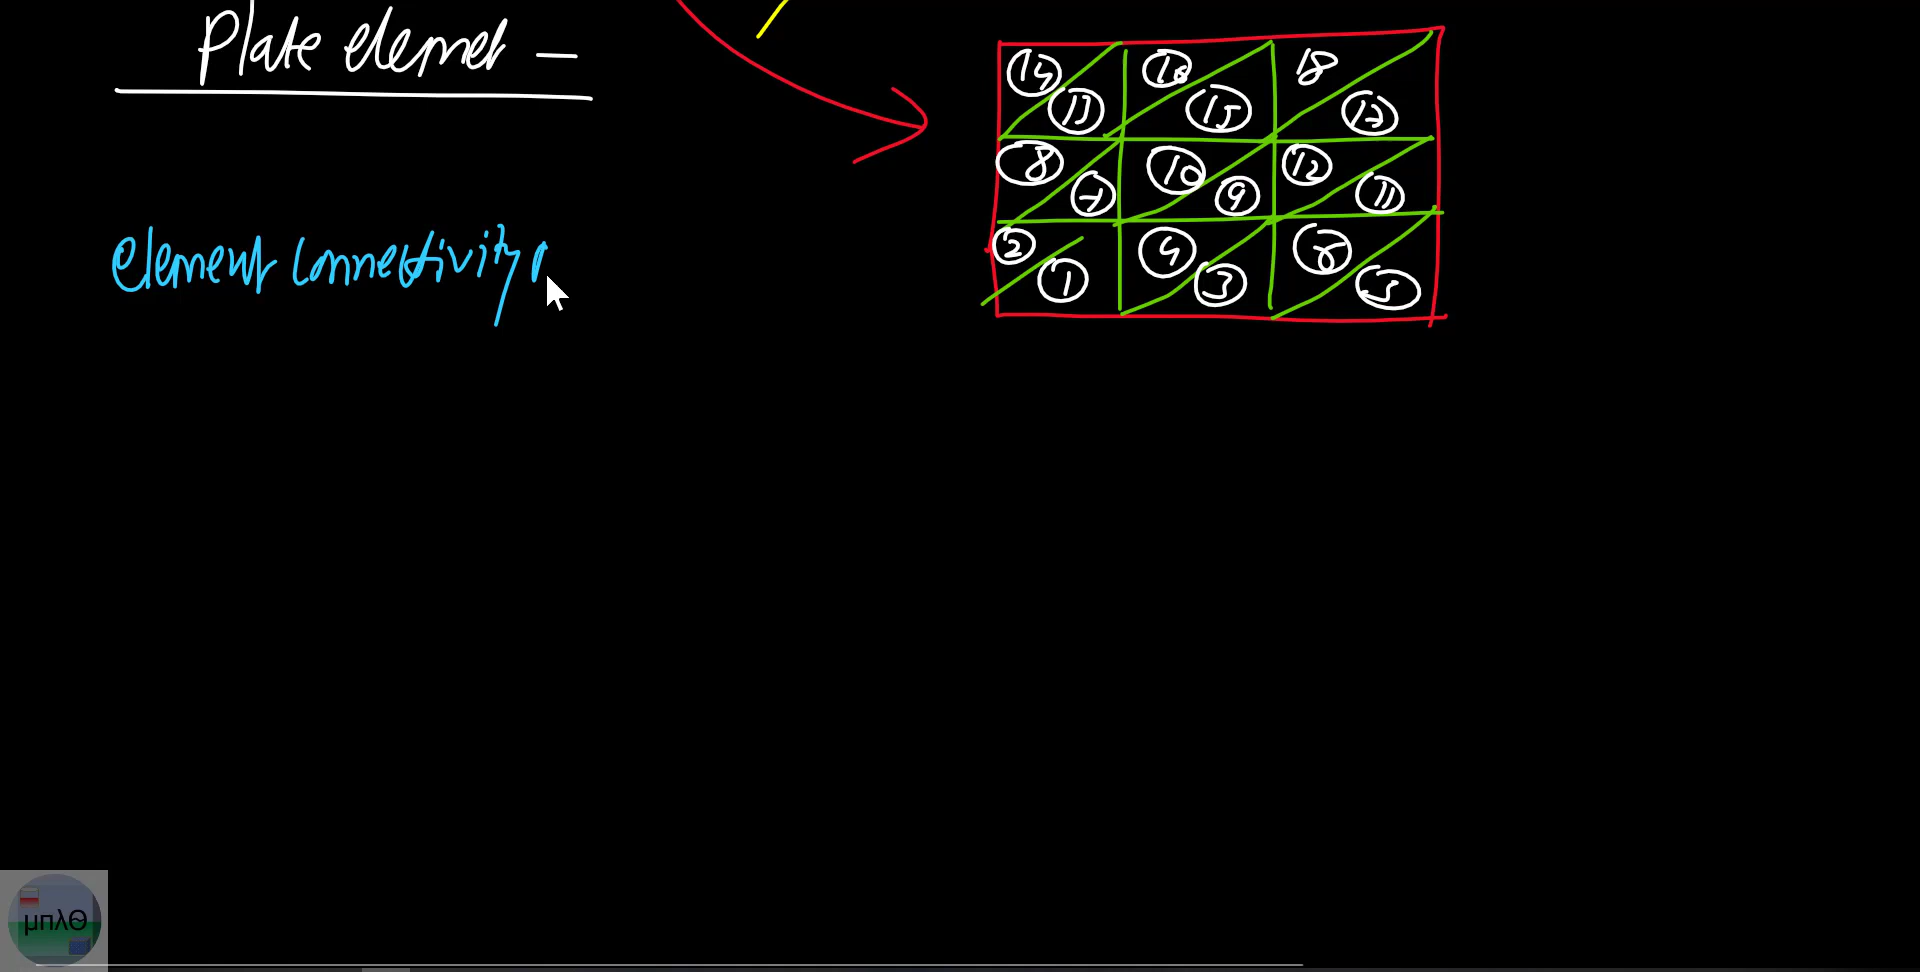 Plate elemet —
14 16 18
13 15 17
8 10 12
7 9 11
2 4 6
1 3 5
element connectivity
μπλΘ